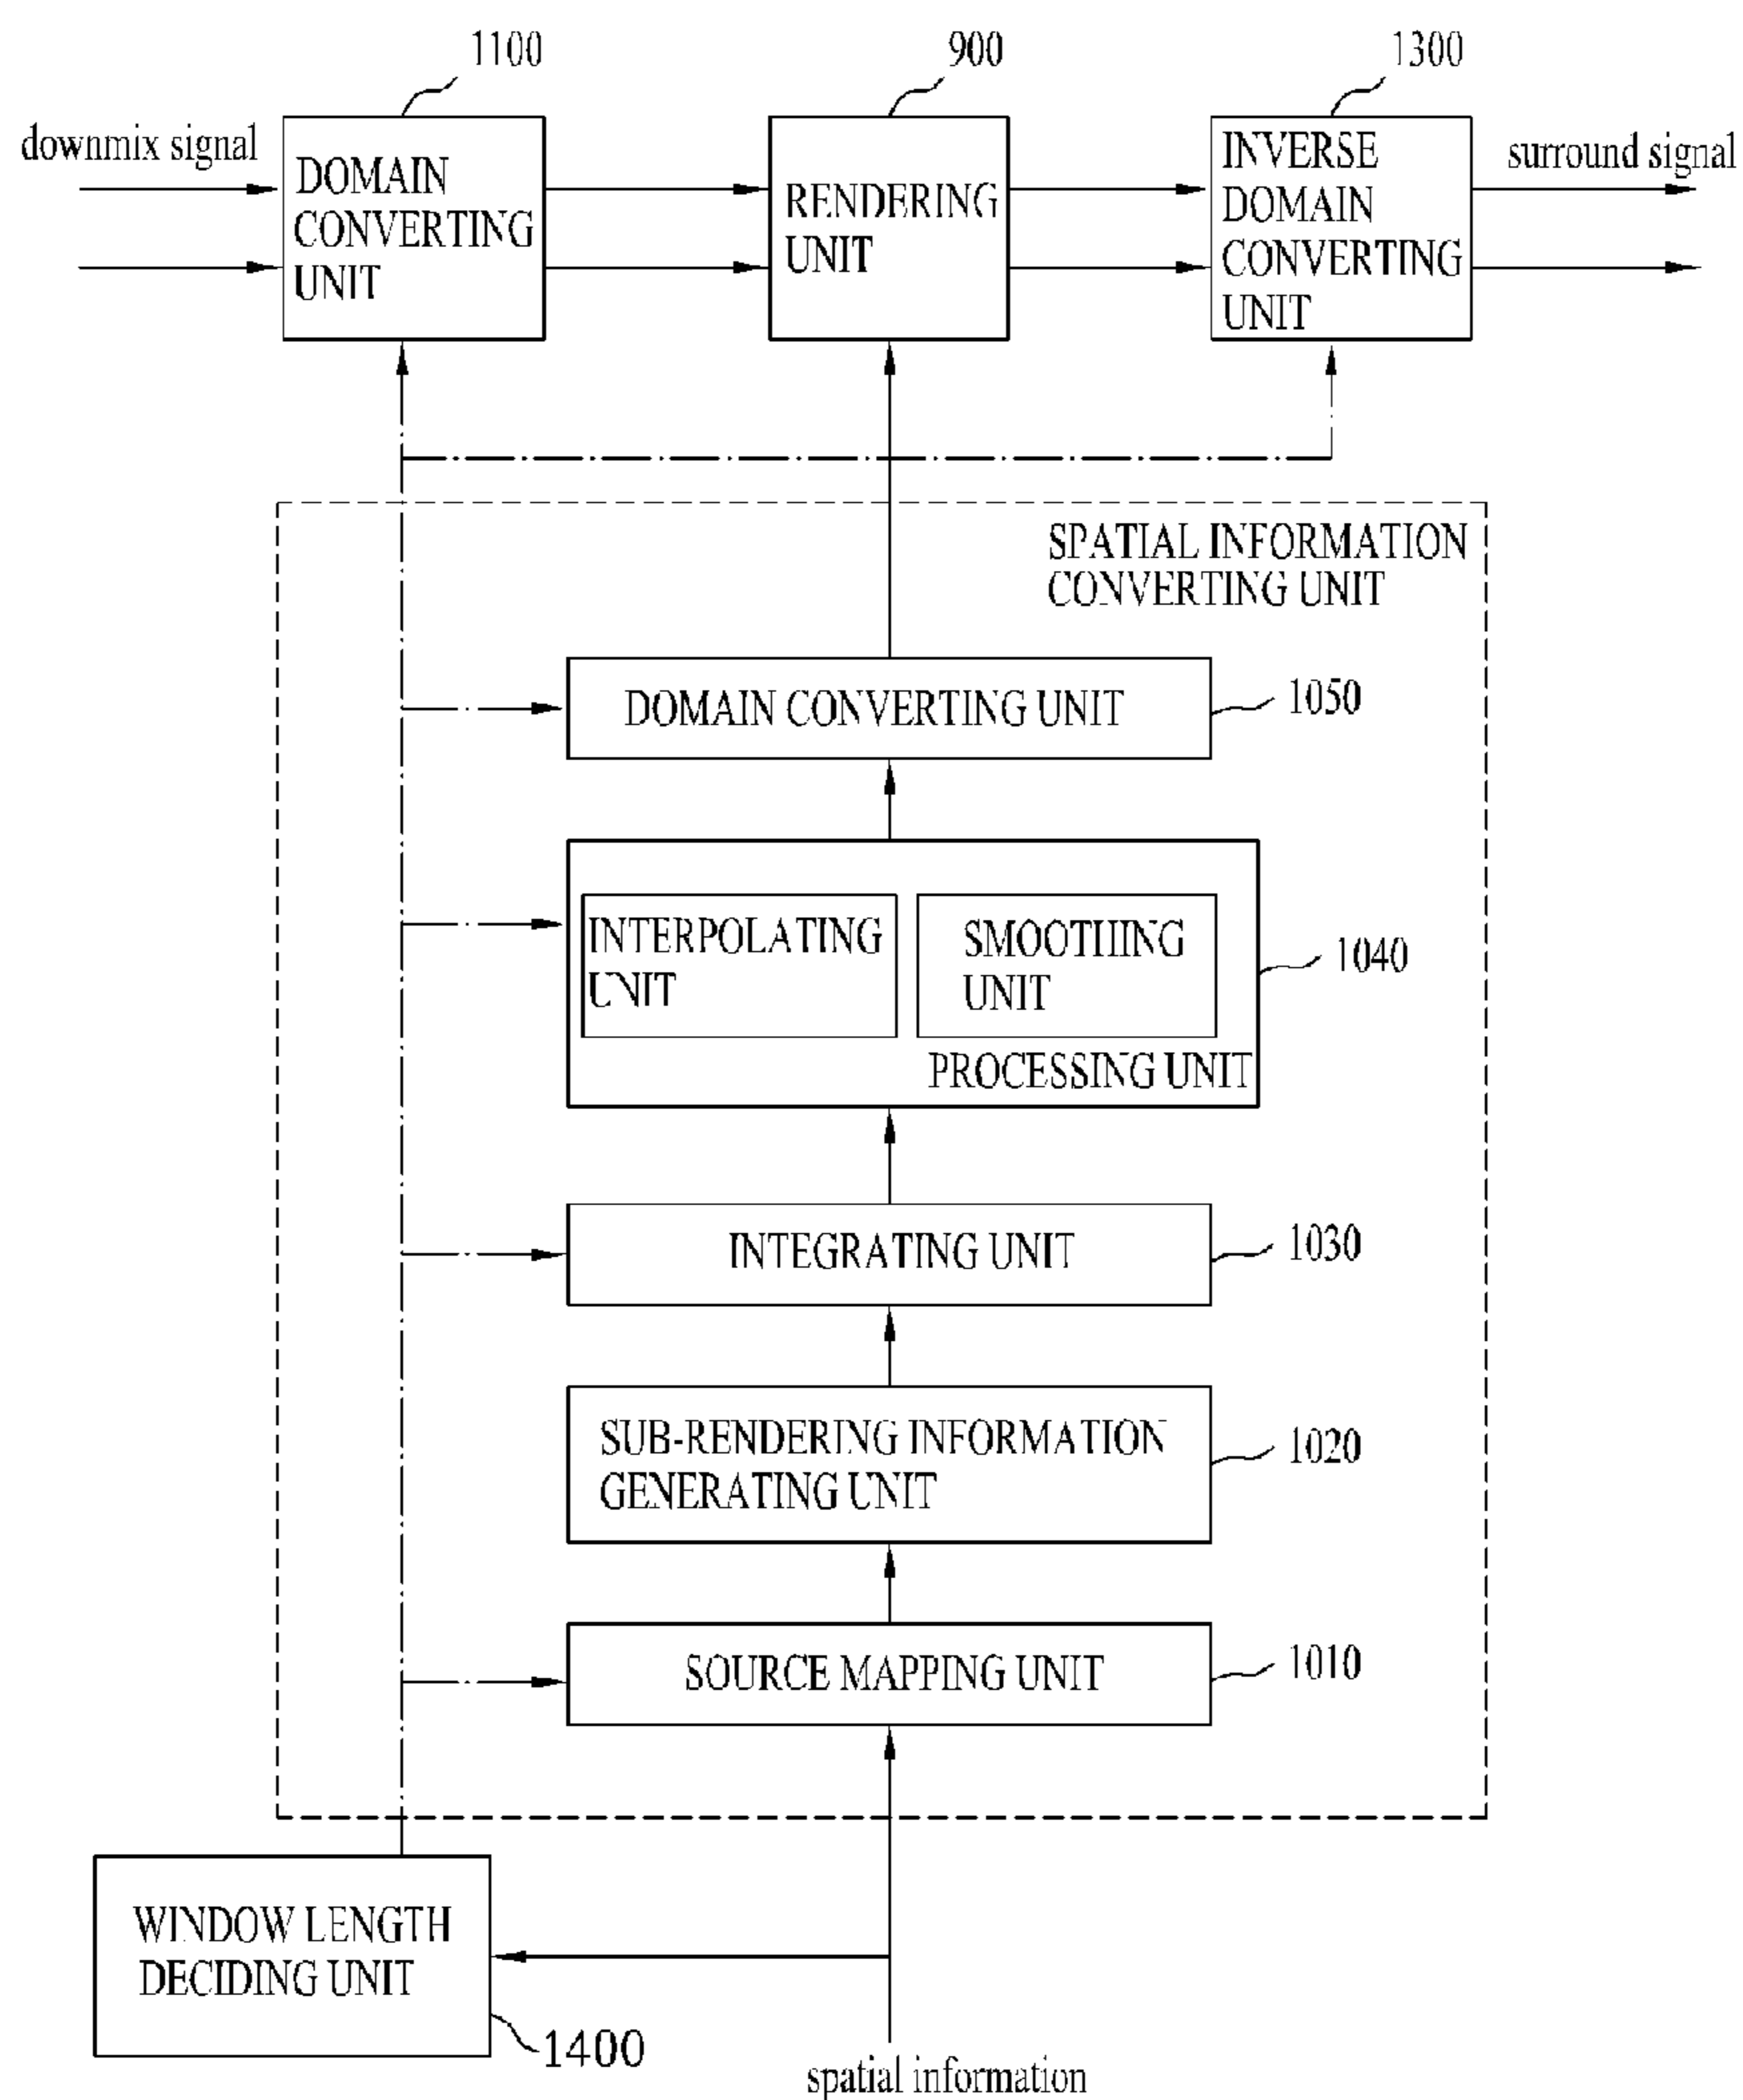 1100
900
1300
downmix signal
DOMAIN
CONVERTING
UNIT
RENDERING
UNIT
INVERSE
DOMAIN
CONVERTING
UNIT
surround signal
SPATIAL INFORMATION
CONVERTING UNIT
DOMAIN CONVERTING UNIT
1050
INTERPOLATING
UNIT
SMOOTHING
UNIT
1040
PROCESSING UNIT
INTEGRATING UNIT
1030
SUB-RENDERING INFORMATION
GENERATING UNIT
1020
SOURCE MAPPING UNIT
1010
WINDOW LENGTH
DECIDING UNIT
1400
spatial information